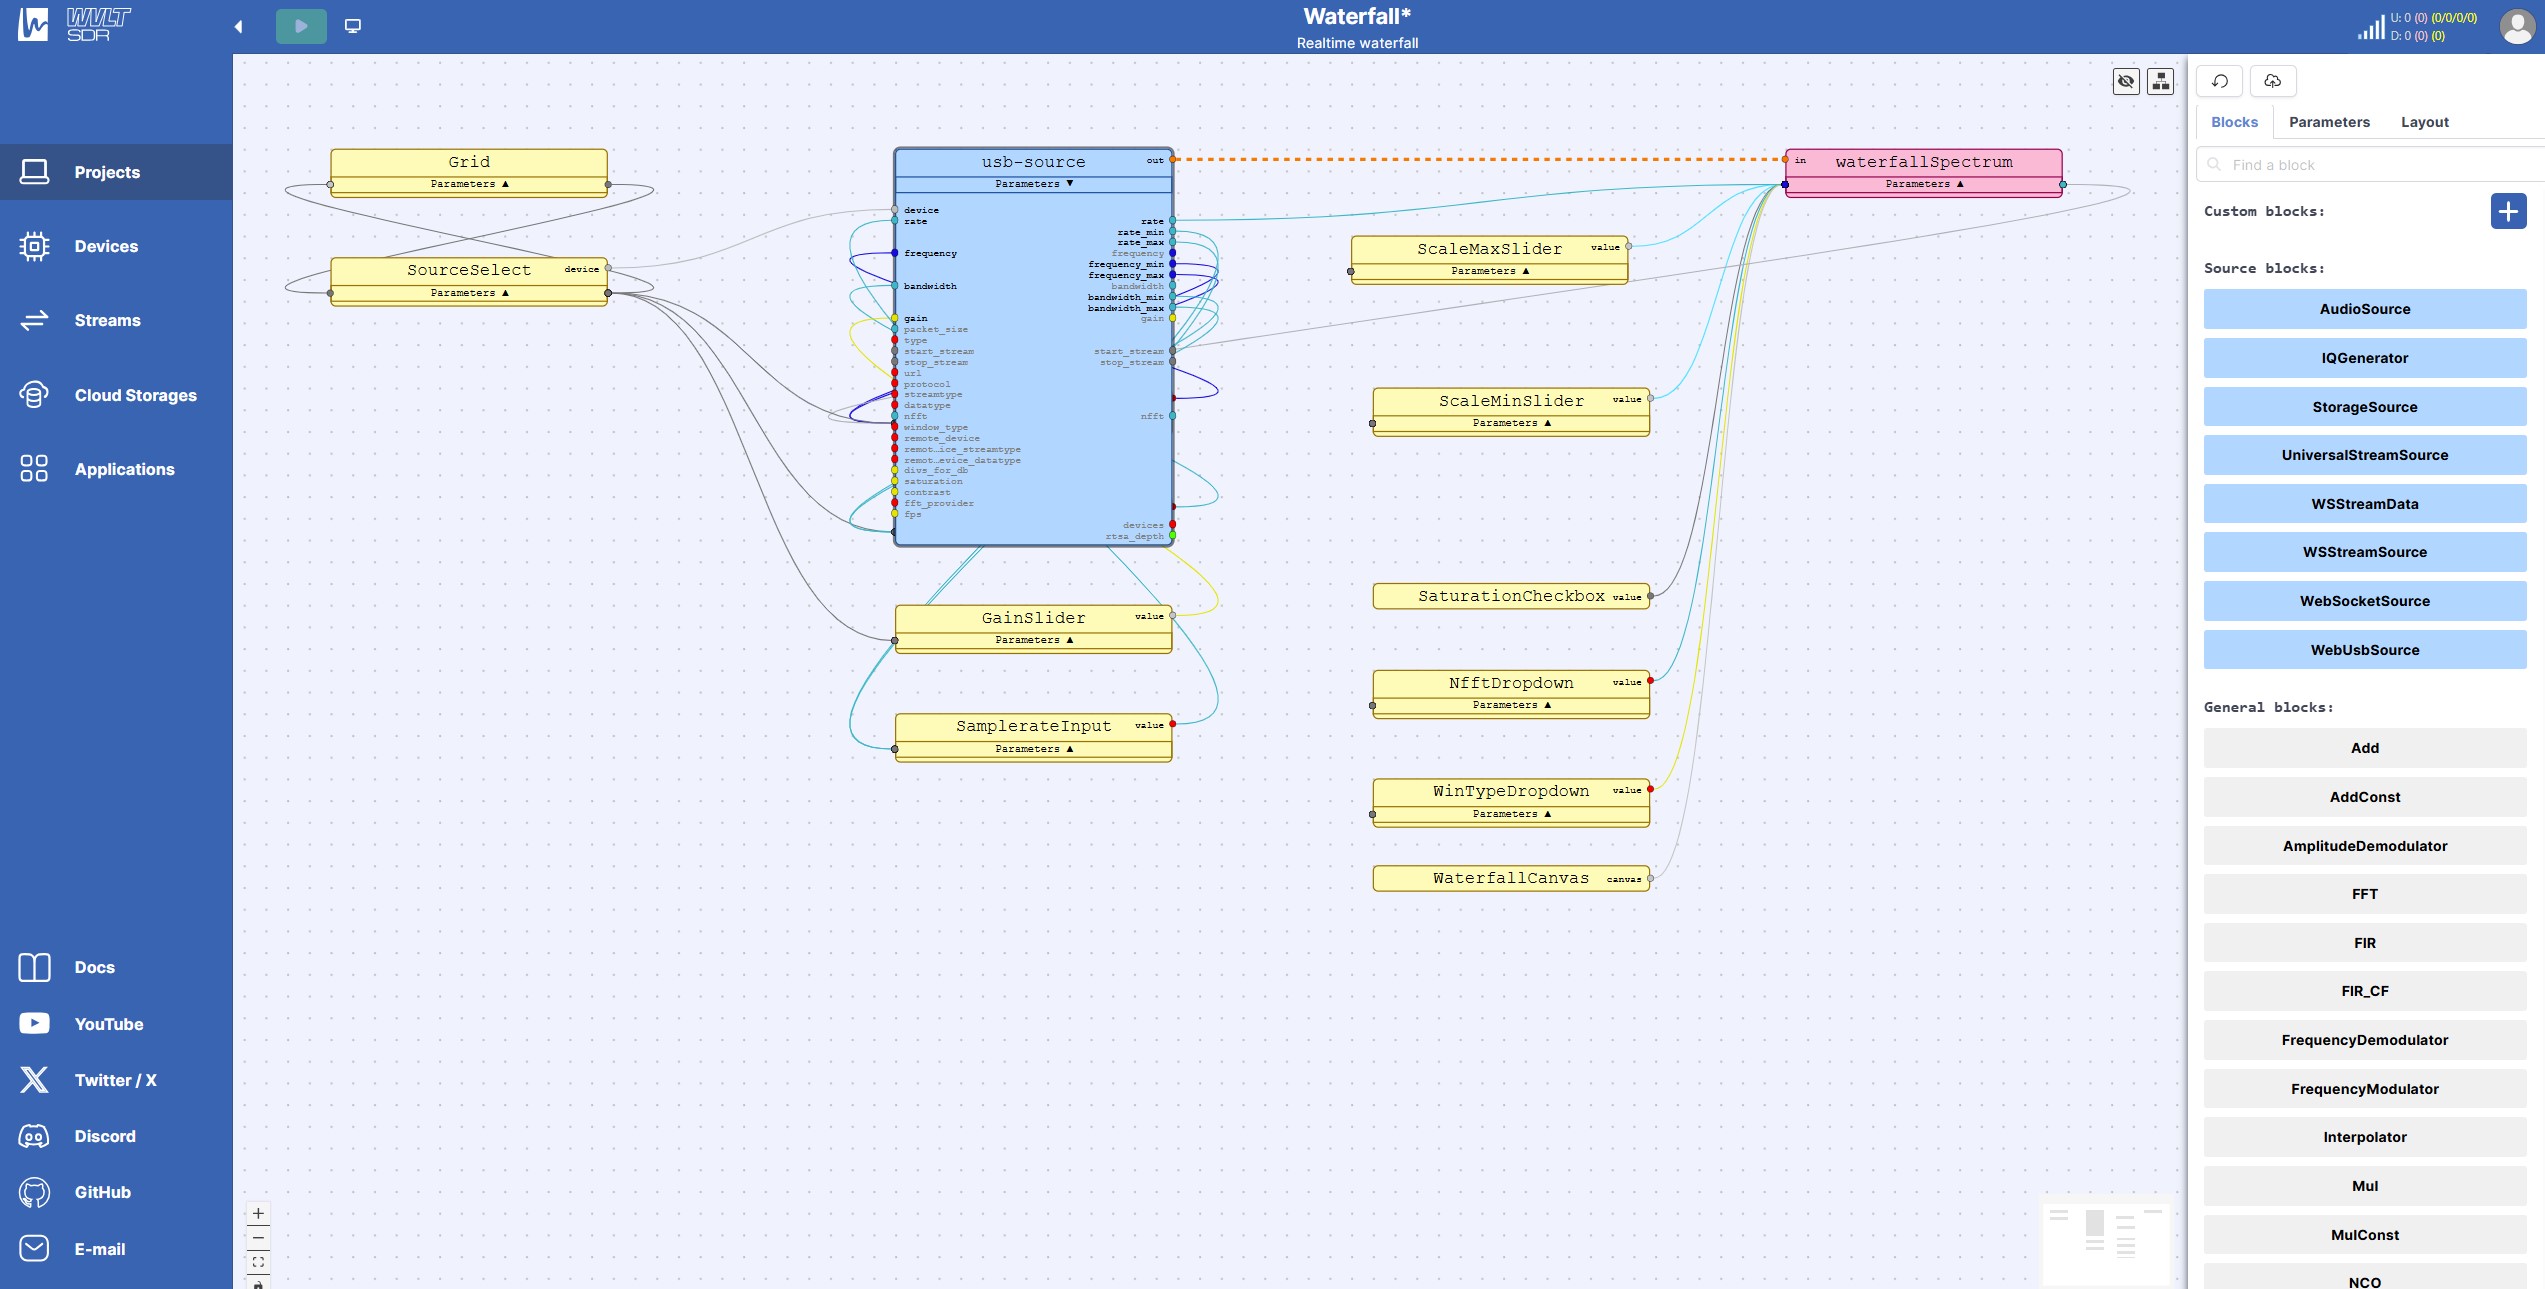 WVLT
SDR
Waterfall*
Realtime waterfall
U: 0 (0) (0/0/0/0)
D: 0 (0) (0)
Projects
Devices
Streams
Cloud Storages
Applications
Docs
YouTube
Twitter / X
Discord
GitHub
E-mail
Grid
Parameters ▲
SourceSelect device
Parameters ▲
usb-source out
Parameters ▼
device
rate
frequency
bandwidth
gain
packet_size
type
start_stream
stop_stream
url
protocol
streamtype
datatype
nfft
window_type
remote_device
remot…ice_streamtype
remot…evice_datatype
divs_for_db
saturation
contrast
fft_provider
fps
rate
rate_min
rate_max
frequency
frequency_min
frequency_max
bandwidth
bandwidth_min
bandwidth_max
gain
start_stream
stop_stream
nfft
devices
rtsa_depth
GainSlider value
Parameters ▲
SamplerateInput value
Parameters ▲
in waterfallSpectrum
Parameters ▲
ScaleMaxSlider value
Parameters ▲
ScaleMinSlider value
Parameters ▲
SaturationCheckbox value
NfftDropdown value
Parameters ▲
WinTypeDropdown value
Parameters ▲
WaterfallCanvas canvas
Blocks Parameters Layout
Find a block
Custom blocks:
Source blocks:
AudioSource
IQGenerator
StorageSource
UniversalStreamSource
WSStreamData
WSStreamSource
WebSocketSource
WebUsbSource
General blocks:
Add
AddConst
AmplitudeDemodulator
FFT
FIR
FIR_CF
FrequencyDemodulator
FrequencyModulator
Interpolator
Mul
MulConst
NCO